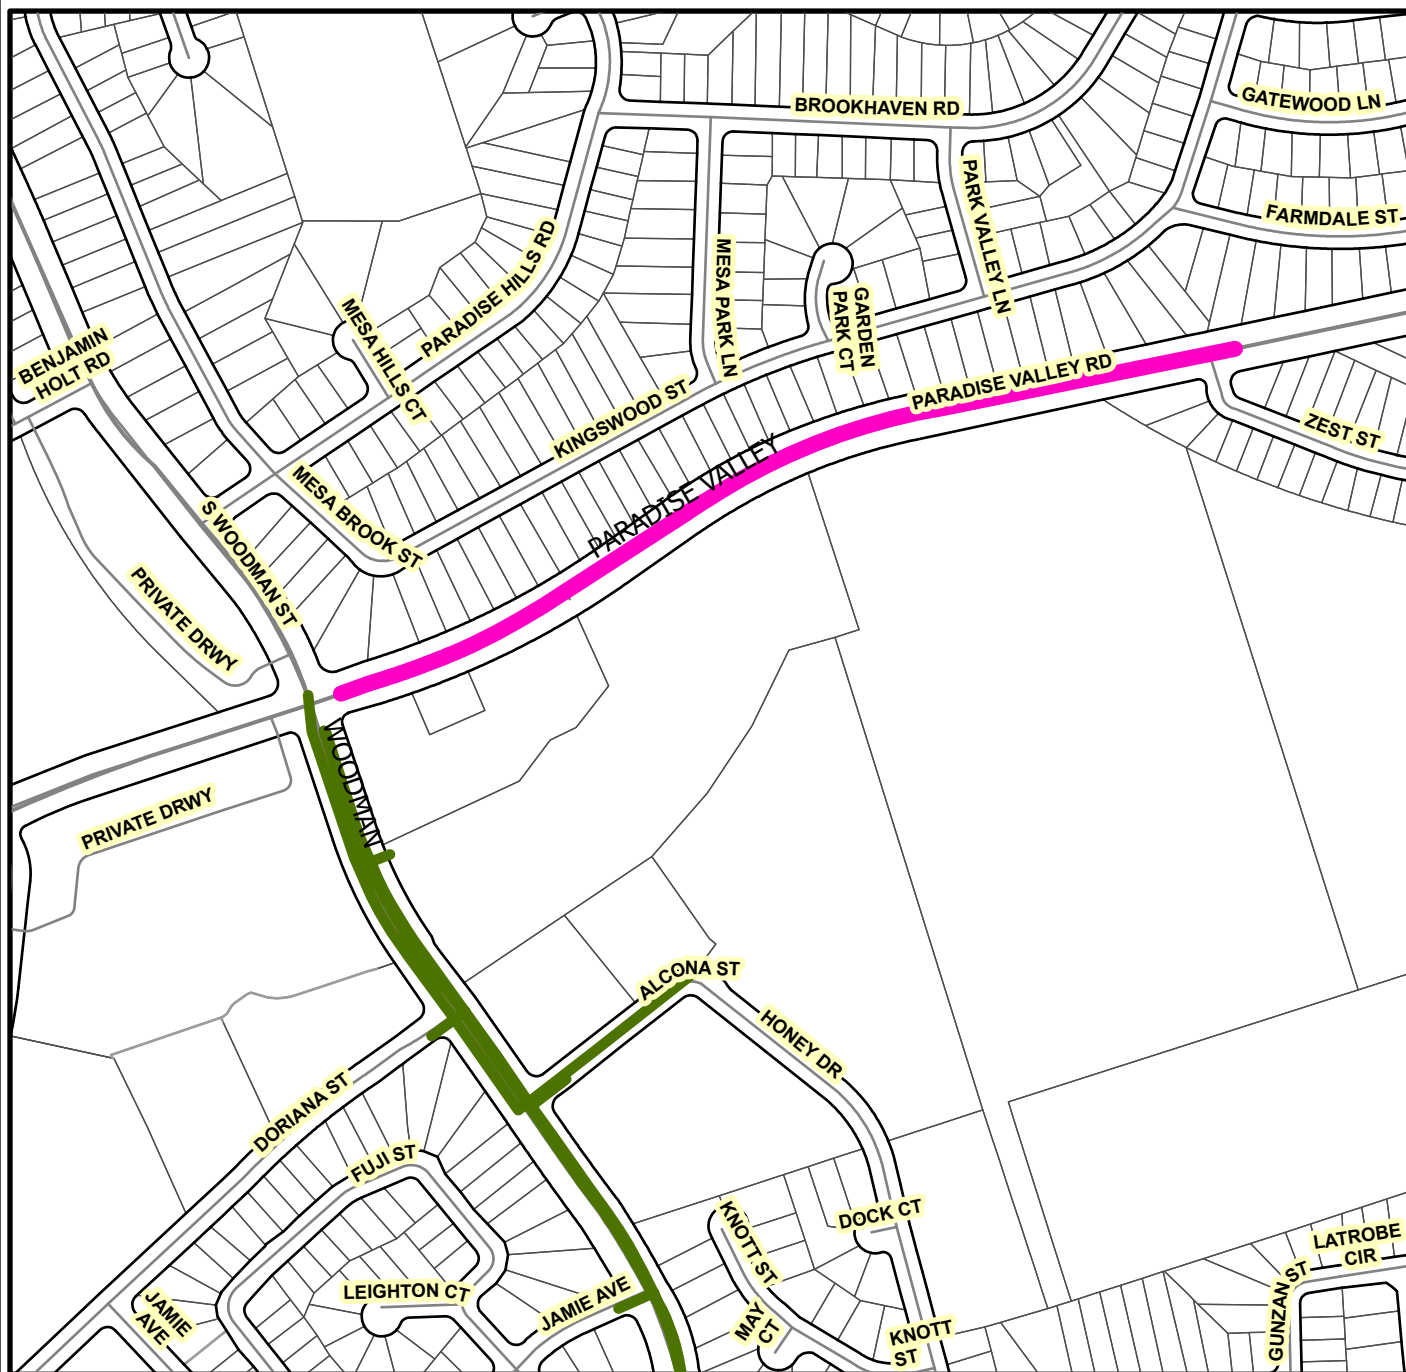 BROOKHAVEN RD
GATEWOOD LN
PARK VALLEY LN
FARMDALE ST
PARADISE HILLS RD
MESA PARK LN
GARDEN
PARK CT
MESA HILLS CT
BENJAMIN
HOLT RD
KINGSWOOD ST
PARADISE VALLEY RD
ZEST ST
PARADISE VALLEY
MESA BROOK ST
S WOODMAN ST
PRIVATE DRWY
WOODMAN
PRIVATE DRWY
ALCONA ST
HONEY DR
DORIANA ST
FUJI ST
KNOTT ST
DOCK CT
LATROBE
CIR
LEIGHTON CT
JAMIE AVE
JAMIE
AVE
MAY
CT
KNOTT
ST
GUNZAN ST